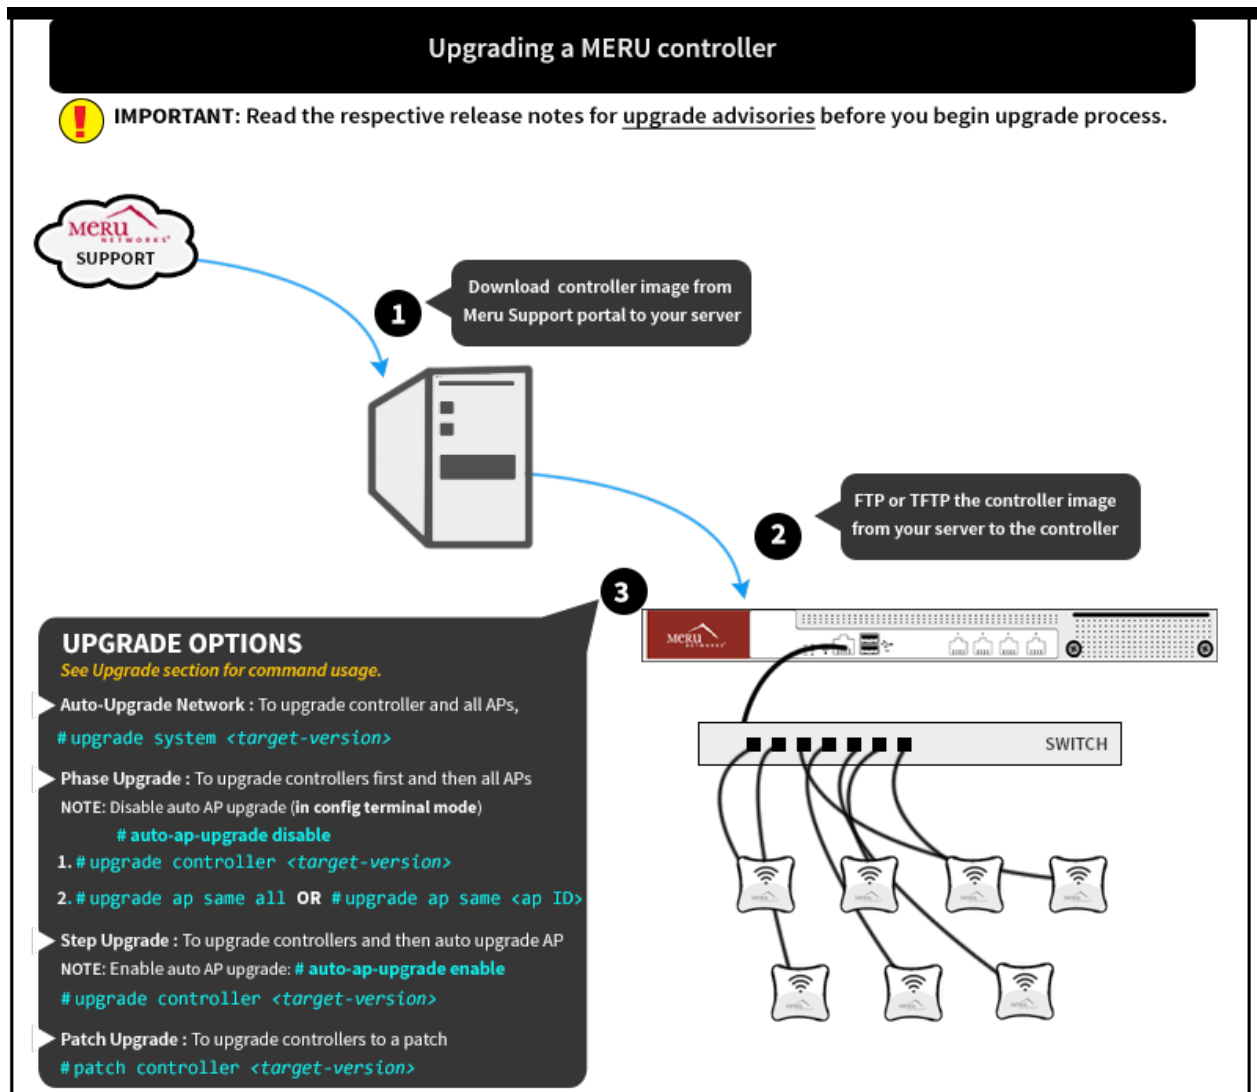 Upgrading a MERU controller
IMPORTANT: Read the respective release notes for upgrade advisories before you begin upgrade process.
MERU
NETWORKS
SUPPORT
1
Download controller image from
Meru Support portal to your server
2
FTP or TFTP the controller image
from your server to the controller
3
MERU
NETWORKS
SWITCH
UPGRADE OPTIONS
See Upgrade section for command usage.
Auto-Upgrade Network : To upgrade controller and all APs,
# upgrade system <target-version>
Phase Upgrade : To upgrade controllers first and then all APs
NOTE: Disable auto AP upgrade (in config terminal mode)
# auto-ap-upgrade disable
1. # upgrade controller <target-version>
2. # upgrade ap same all OR # upgrade ap same <ap ID>
Step Upgrade : To upgrade controllers and then auto upgrade AP
NOTE: Enable auto AP upgrade: # auto-ap-upgrade enable
# upgrade controller <target-version>
Patch Upgrade : To upgrade controllers to a patch
# patch controller <target-version>